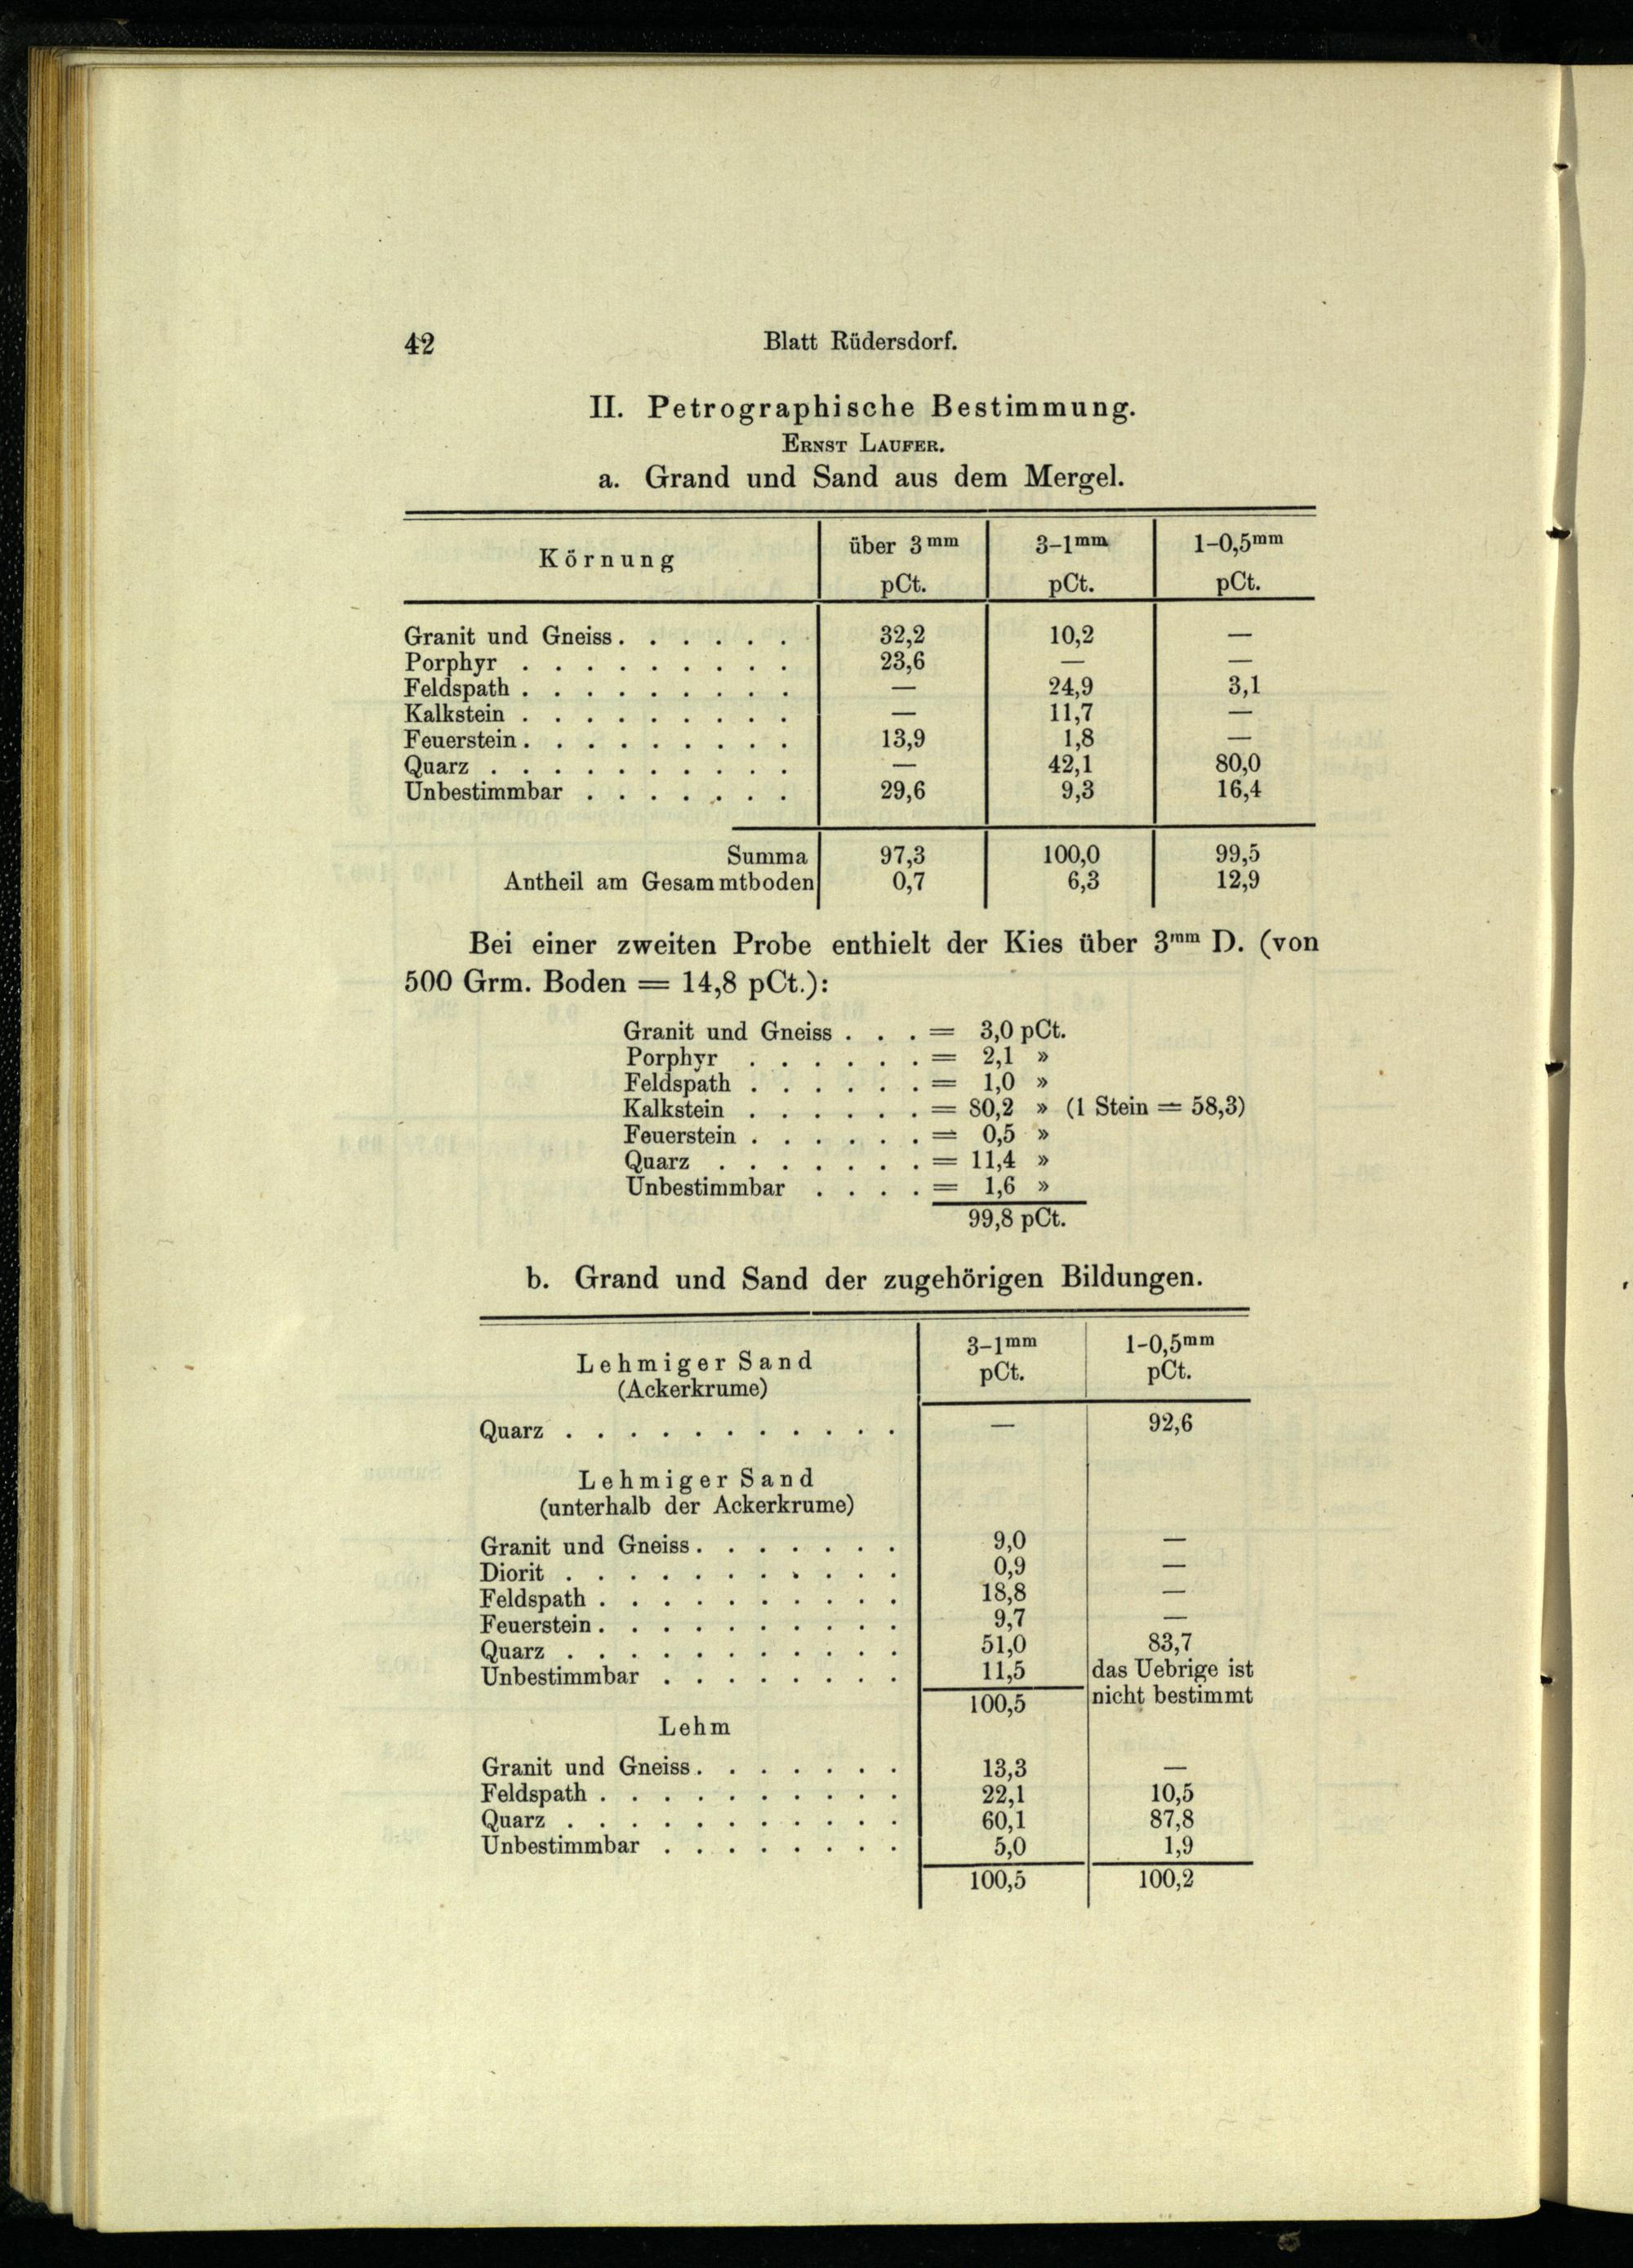 42 Blatt Rüdersdorf.
II. Petrographische Bestimmung.
Ernst Laufer.
a. Grand und Sand aus dem Mergel.
Körnung über 3mm pCt. 3-1mm pCt. 1-0,5mm pCt.
Granit und Gneiss . . . . . . 32,2 10,2 —
Porphyr . . . . . . . . . 23,6 — —
Feldspath . . . . . . . . . — 24,9 3,1
Kalkstein . . . . . . . . . — 11,7 —
Feuerstein . . . . . . . . . 13,9 1,8 —
Quarz . . . . . . . . . . — 42,1 80,0
Unbestimmbar . . . . . . . 29,6 9,3 16,4
Summa 97,3 100,0 99,5
Antheil am Gesammtboden 0,7 6,3 12,9
Bei einer zweiten Probe enthielt der Kies über 3mm D. (von
500 Grm. Boden = 14,8 pCt.):
Granit und Gneiss . . . = 3,0 pCt.
Porphyr . . . . . . = 2,1 »
Feldspath . . . . . . = 1,0 »
Kalkstein . . . . . . = 80,2 » (1 Stein = 58,3)
Feuerstein . . . . . . = 0,5 »
Quarz . . . . . . . = 11,4 »
Unbestimmbar . . . . = 1,6 »
99,8 pCt.
b. Grand und Sand der zugehörigen Bildungen.
Lehmiger Sand 3-1mm 1-0,5mm
(Ackerkrume) pCt. pCt.
Quarz . . . . . . . . . . . — 92,6
Lehmiger Sand
(unterhalb der Ackerkrume)
Granit und Gneiss . . . . . . . 9,0 —
Diorit . . . . . . . . . . . 0,9 —
Feldspath . . . . . . . . . . 18,8 —
Feuerstein . . . . . . . . . . 9,7 —
Quarz . . . . . . . . . . . 51,0 83,7
Unbestimmbar . . . . . . . . 11,5 das Uebrige ist
100,5 nicht bestimmt
Lehm
Granit und Gneiss . . . . . . . 13,3 —
Feldspath . . . . . . . . . . 22,1 10,5
Quarz . . . . . . . . . . . 60,1 87,8
Unbestimmbar . . . . . . . . 5,0 1,9
100,5 100,2